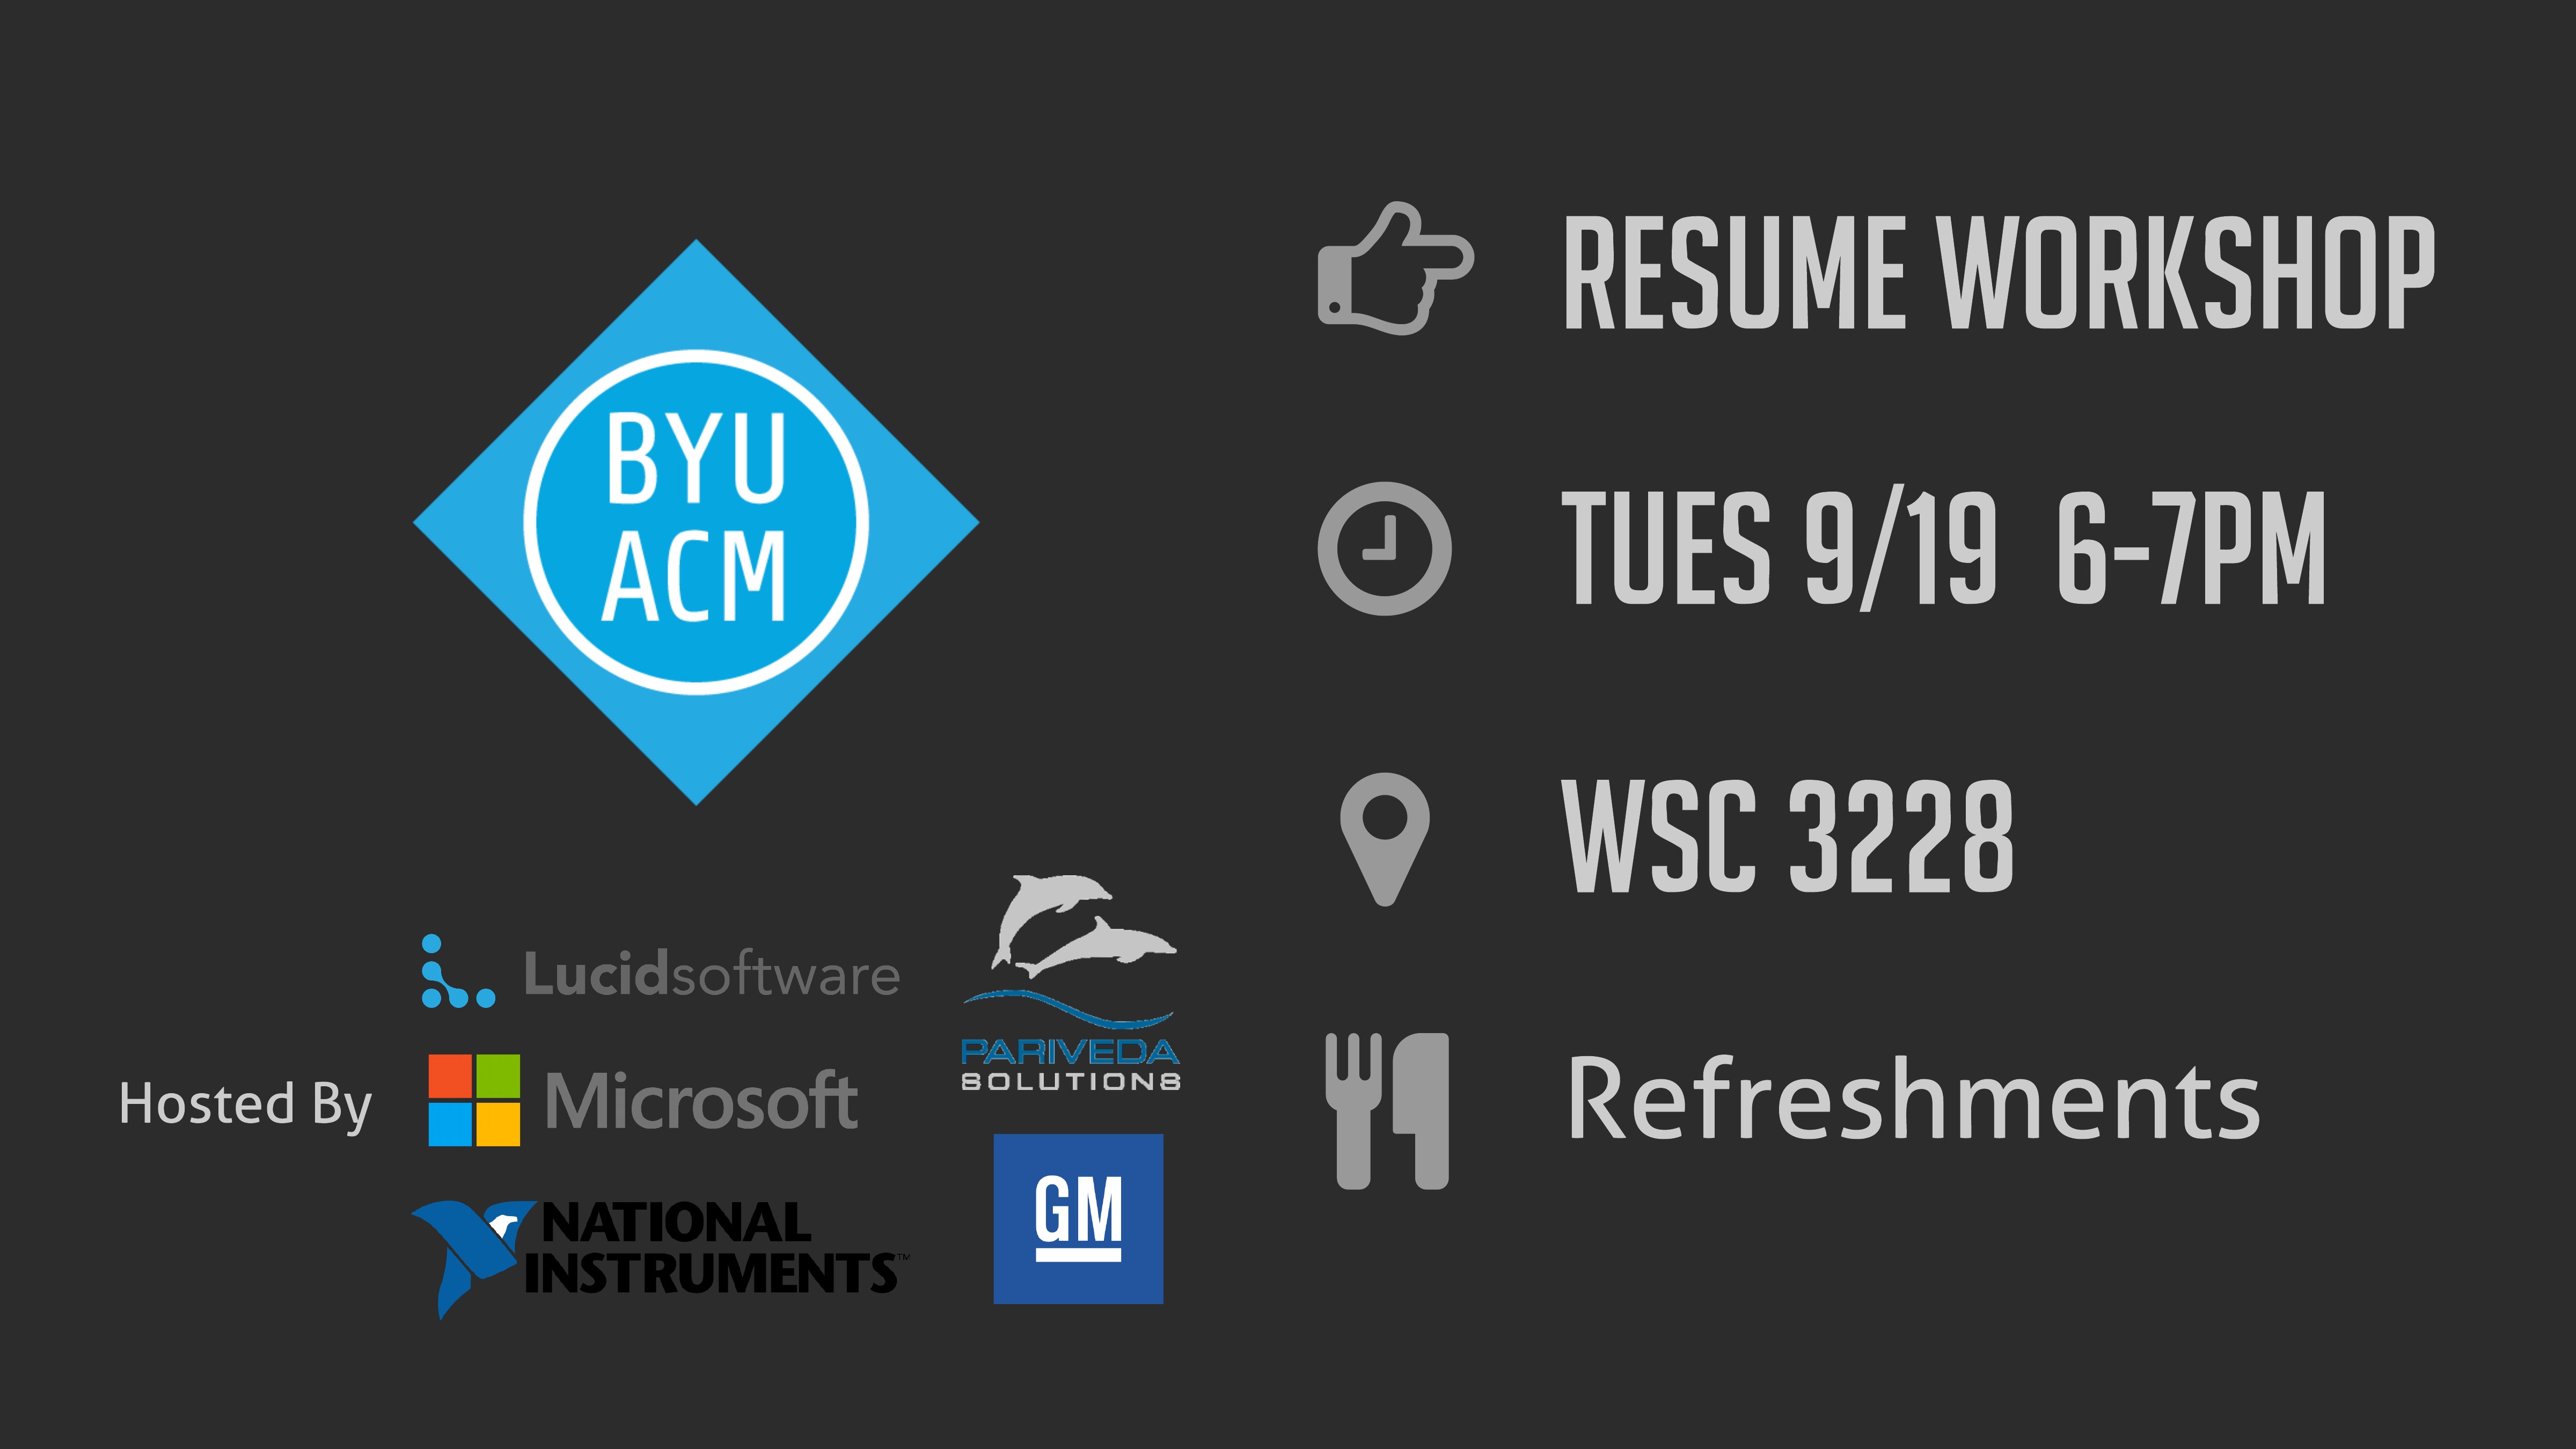 BYU
ACM
RESUME WORKSHOP
TUES 9/19 6-7PM
WSC 3228
Refreshments
Hosted By
Lucidsoftware
Microsoft
NATIONAL
INSTRUMENTS™
PARIVEDA
SOLUTIONS
GM